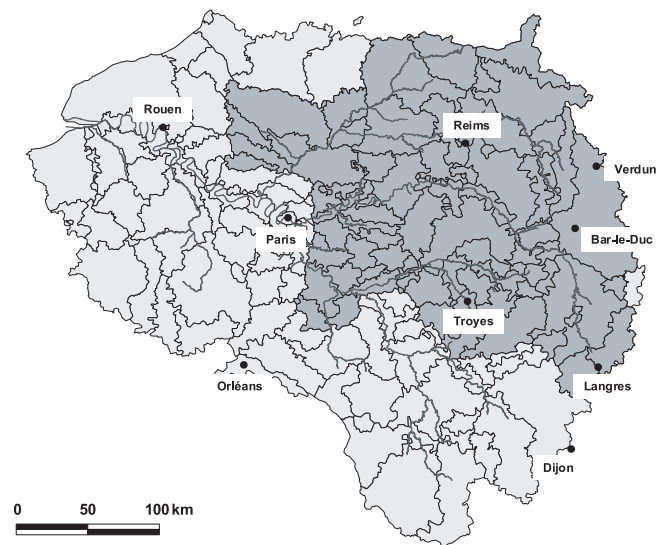 Rouen
Reims
Verdun
Paris
Bar-le-Duc
Troyes
Orléans
Langres
Dijon
0 50 100 km